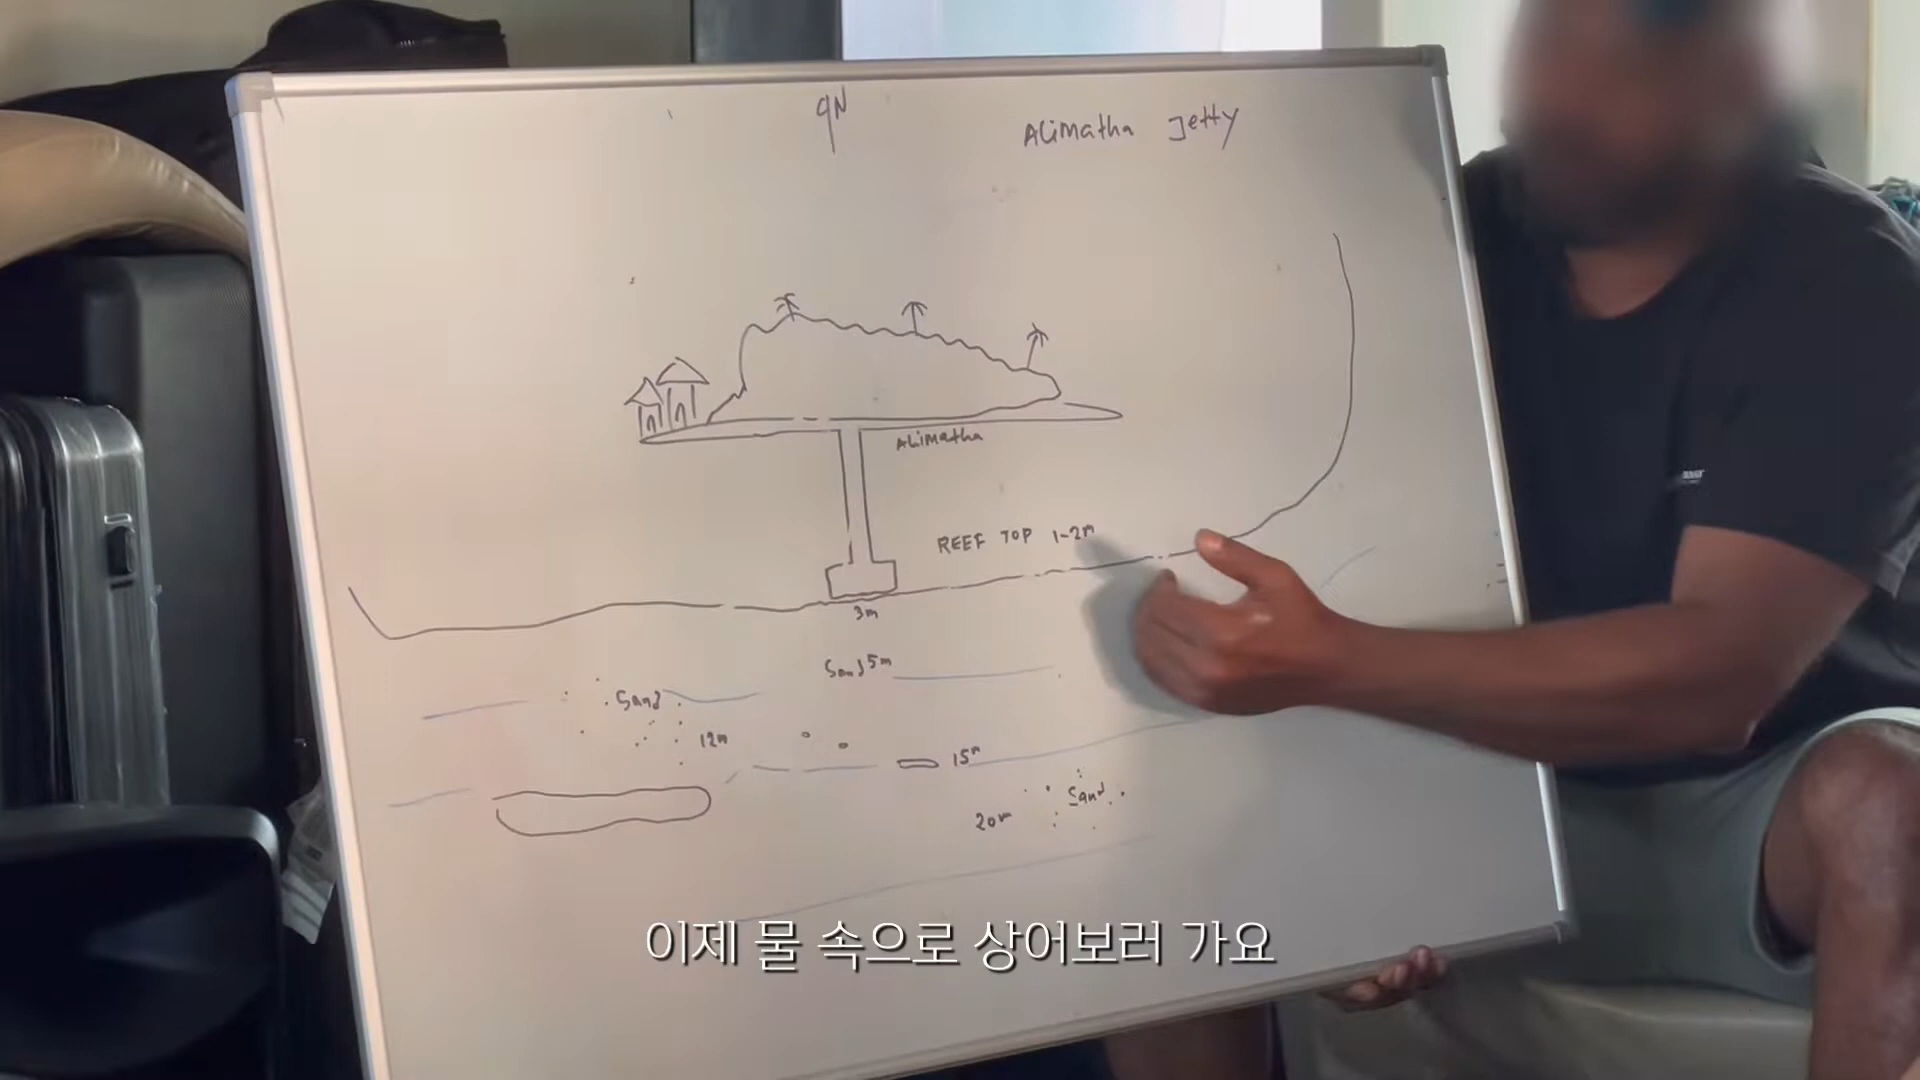 Alimatha Jetty
Alimatha
REEF TOP 1-2m
3m
Sand 5m
Sand
12m
15m
Sand
20m
이제 물 속으로 상어보러 가요